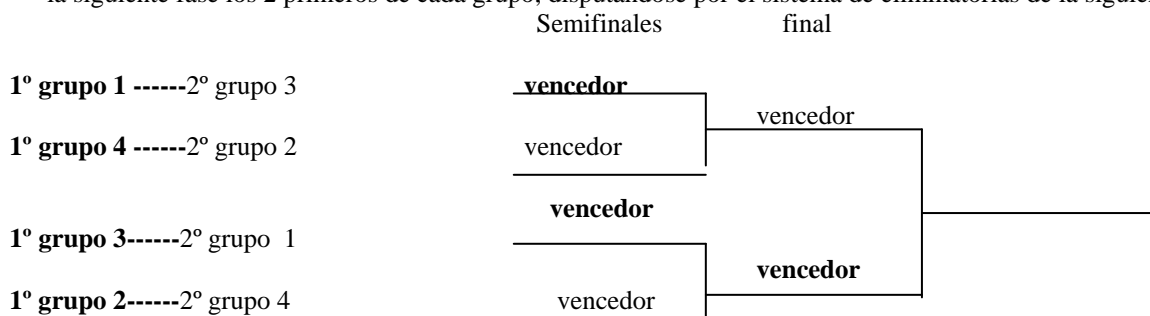 la siguiente fase los 2 primeros de cada grupo, disputándose por el sistema de eliminatorias de la
Semifinales final
1º grupo 1 ------2º grupo 3 vencedor
vencedor
1º grupo 4 ------2º grupo 2 vencedor
vencedor
1º grupo 3------2º grupo 1
vencedor
1º grupo 2------2º grupo 4 vencedor